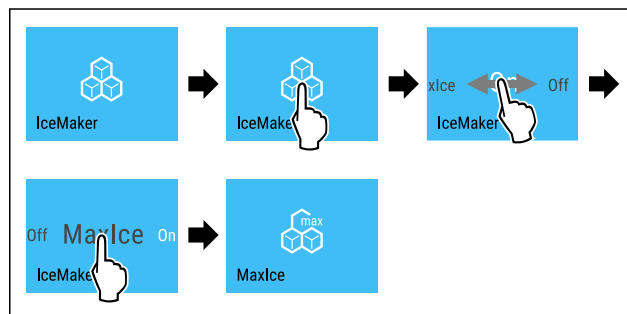 IceMaker
IceMaker
xIce Off
IceMaker
Off MaxIce On
IceMaker
max
MaxIce